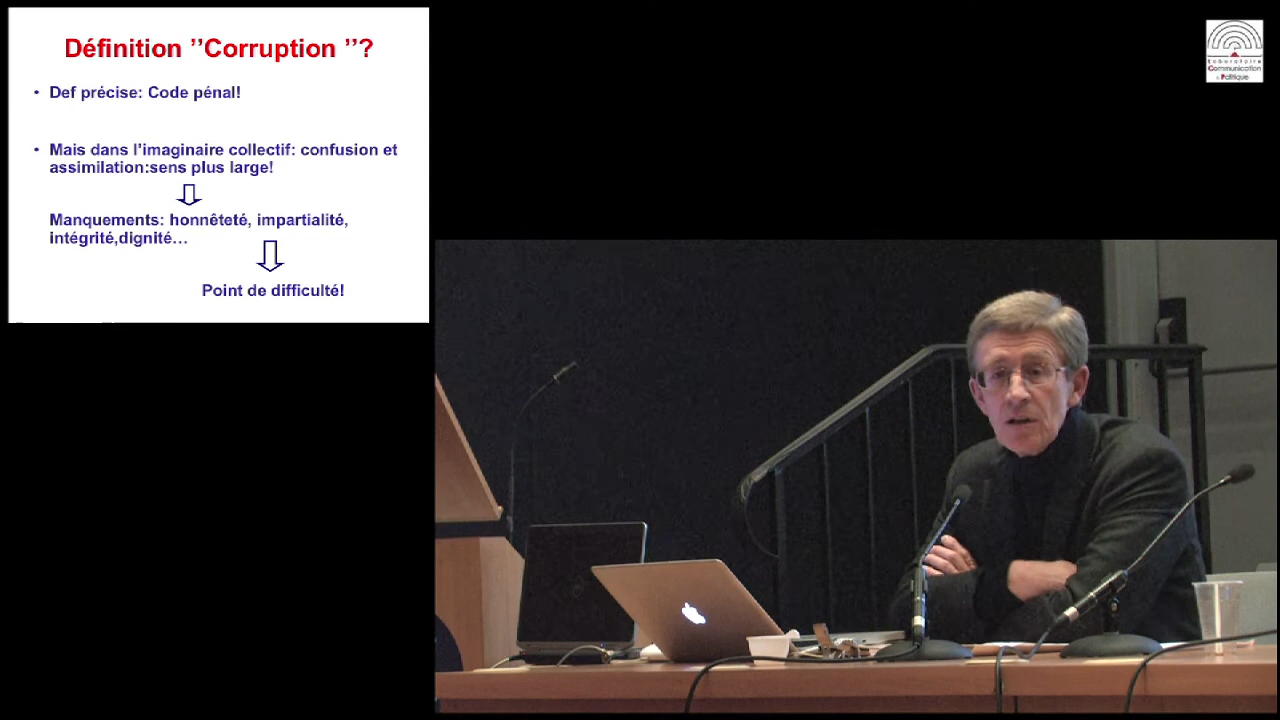 Définition ’’Corruption ’’?
• Def précise: Code pénal!
• Mais dans l’imaginaire collectif: confusion et
assimilation:sens plus large!
Manquements: honnêteté, impartialité,
intégrité,dignité…
Point de difficulté!
Laboratoire
Communication
& Politique